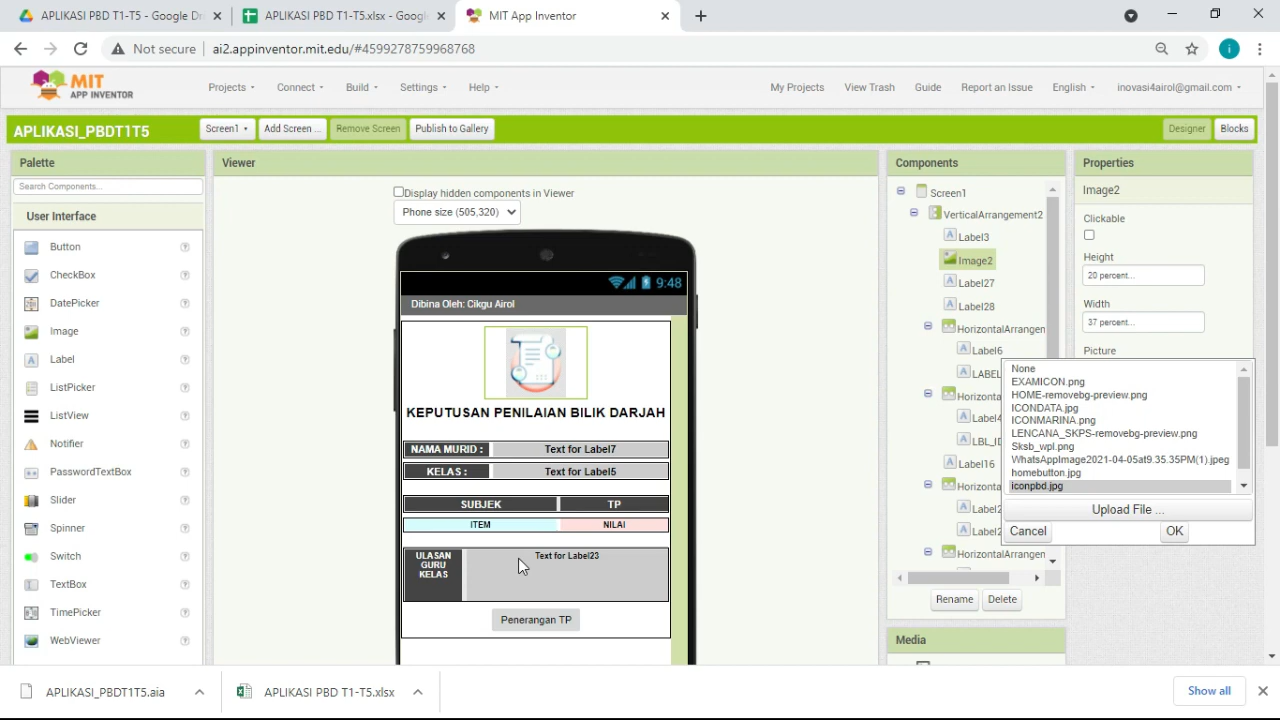 APLIKASI PBD T1-T5 - Google Dri
APLIKASI PBD T1-T5.xlsx - Google
MIT App Inventor
Not secure
ai2.appinventor.mit.edu/#4599278759968768
i
MIT
APP INVENTOR
Projects
Connect
Build
Settings
Help
My Projects
View Trash
Guide
Report an Issue
English
inovasi4airol@gmail.com
APLIKASI_PBDT1T5
Screen1
Add Screen ...
Remove Screen
Publish to Gallery
Designer
Blocks
Palette
Viewer
Components
Properties
Search Components...
User Interface
Button
CheckBox
DatePicker
Image
Label
ListPicker
ListView
Notifier
PasswordTextBox
Slider
Spinner
Switch
TextBox
TimePicker
WebViewer
Display hidden components in Viewer
Phone size (505,320)
9:48
Dibina Oleh: Cikgu Airol
KEPUTUSAN PENILAIAN BILIK DARJAH
NAMA MURID :
Text for Label7
KELAS :
Text for Label5
SUBJEK
TP
ITEM
NILAI
ULASAN
GURU
KELAS
Text for Label23
Penerangan TP
Screen1
VerticalArrangement2
Label3
Image2
Label27
Label28
HorizontalArrangen
Label6
LABEL
Horizonta
Label4
LBL_ID
Label16
Horizonta
Label2
Label2
HorizontalArrangen
Rename
Delete
Media
Image2
Clickable
Height
20 percent...
Width
37 percent...
Picture
None
EXAMICON.png
HOME-removebg-preview.png
ICONDATA.jpg
ICONMARINA.png
LENCANA_SKPS-removebg-preview.png
Sksb_wpl.png
WhatsAppImage2021-04-05at9.35.35PM(1).jpeg
homebutton.jpg
iconpbd.jpg
Upload File ...
Cancel
OK
APLIKASI_PBDT1T5.aia
APLIKASI PBD T1-T5.xlsx
Show all